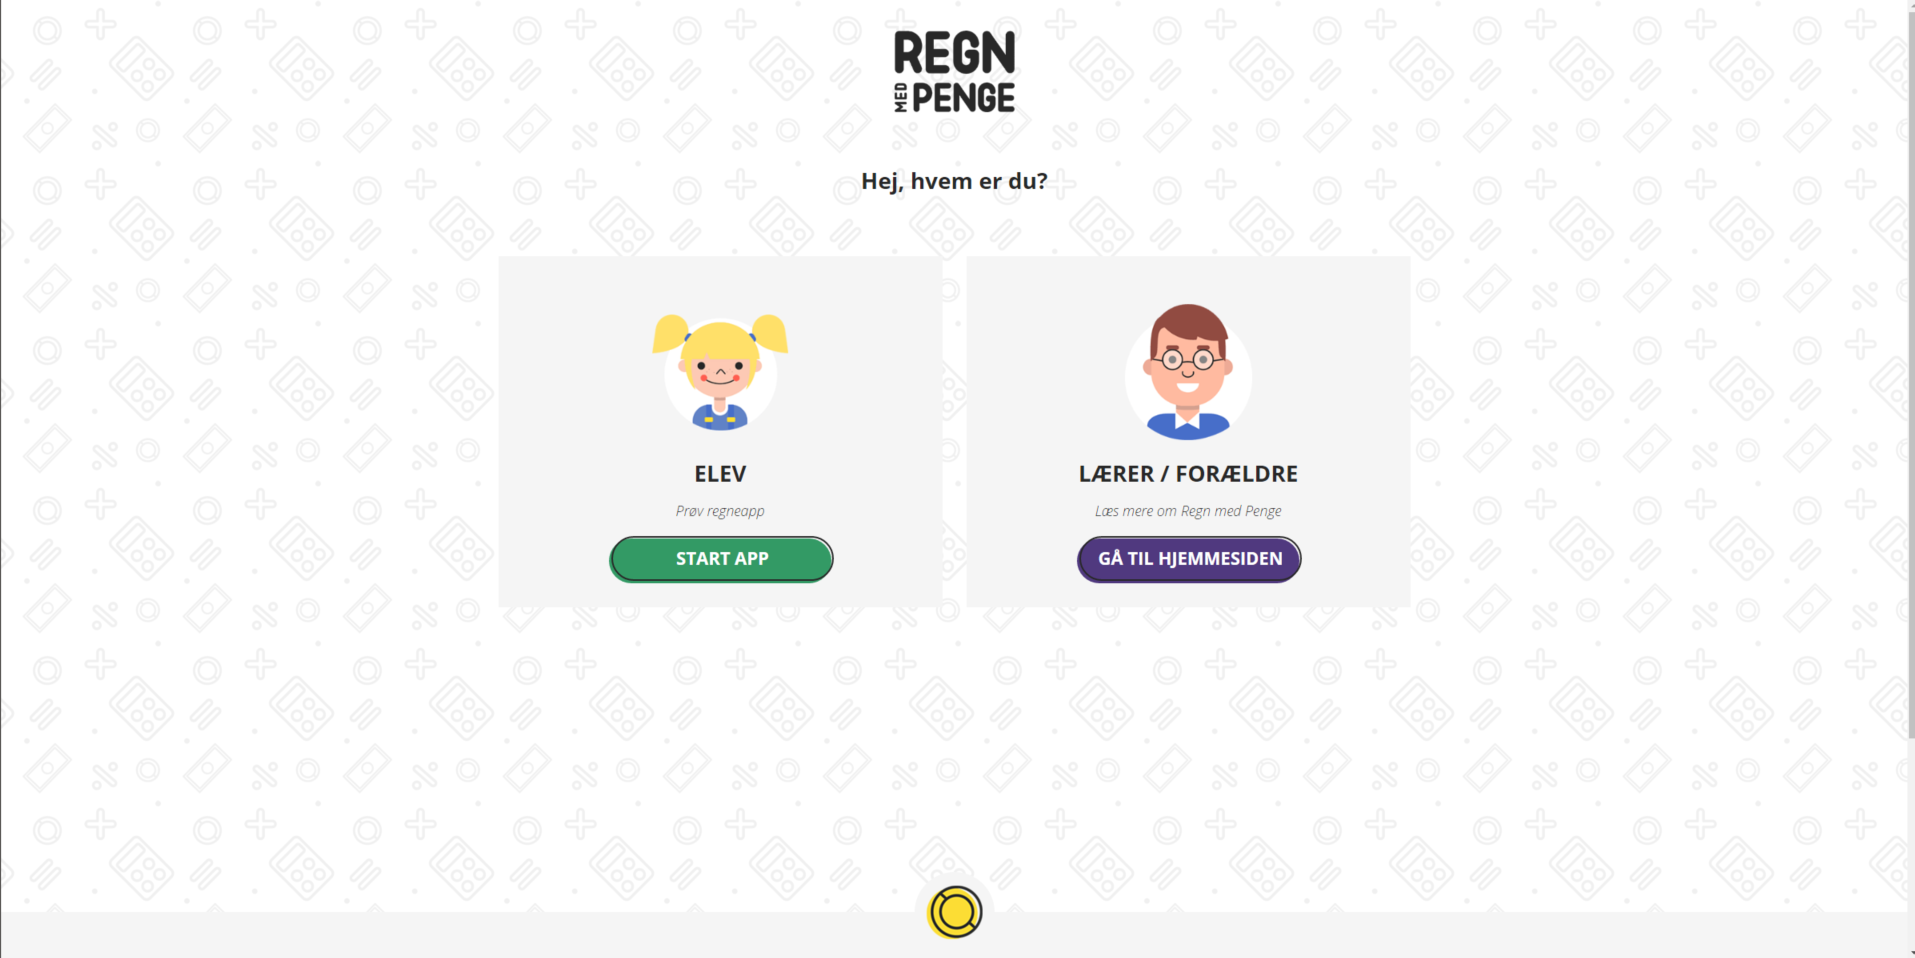 REGN
MED PENGE
Hej, hvem er du?
ELEV
Prøv regneapp
START APP
LÆRER / FORÆLDRE
Læs mere om Regn med Penge
GÅ TIL HJEMMESIDEN